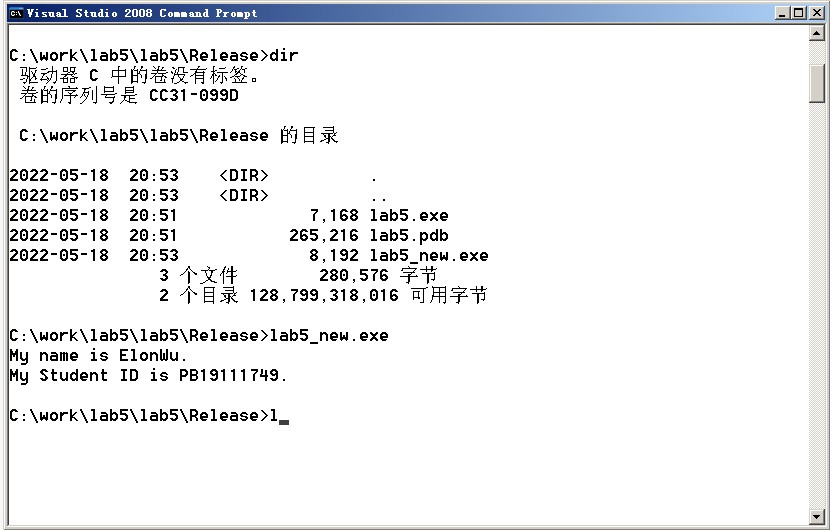 Visual Studio 2008 Command Prompt
C:\work\lab5\lab5\Release>dir
驱动器 C 中的卷没有标签。
卷的序列号是 CC31-099D
C:\work\lab5\lab5\Release 的目录
2022-05-18  20:53    <DIR>          .
2022-05-18  20:53    <DIR>          ..
2022-05-18  20:51             7,168 lab5.exe
2022-05-18  20:51           265,216 lab5.pdb
2022-05-18  20:53             8,192 lab5_new.exe
3 个文件        280,576 字节
2 个目录 128,799,318,016 可用字节
C:\work\lab5\lab5\Release>lab5_new.exe
My name is ElonWu.
My Student ID is PB19111749.
C:\work\lab5\lab5\Release>l